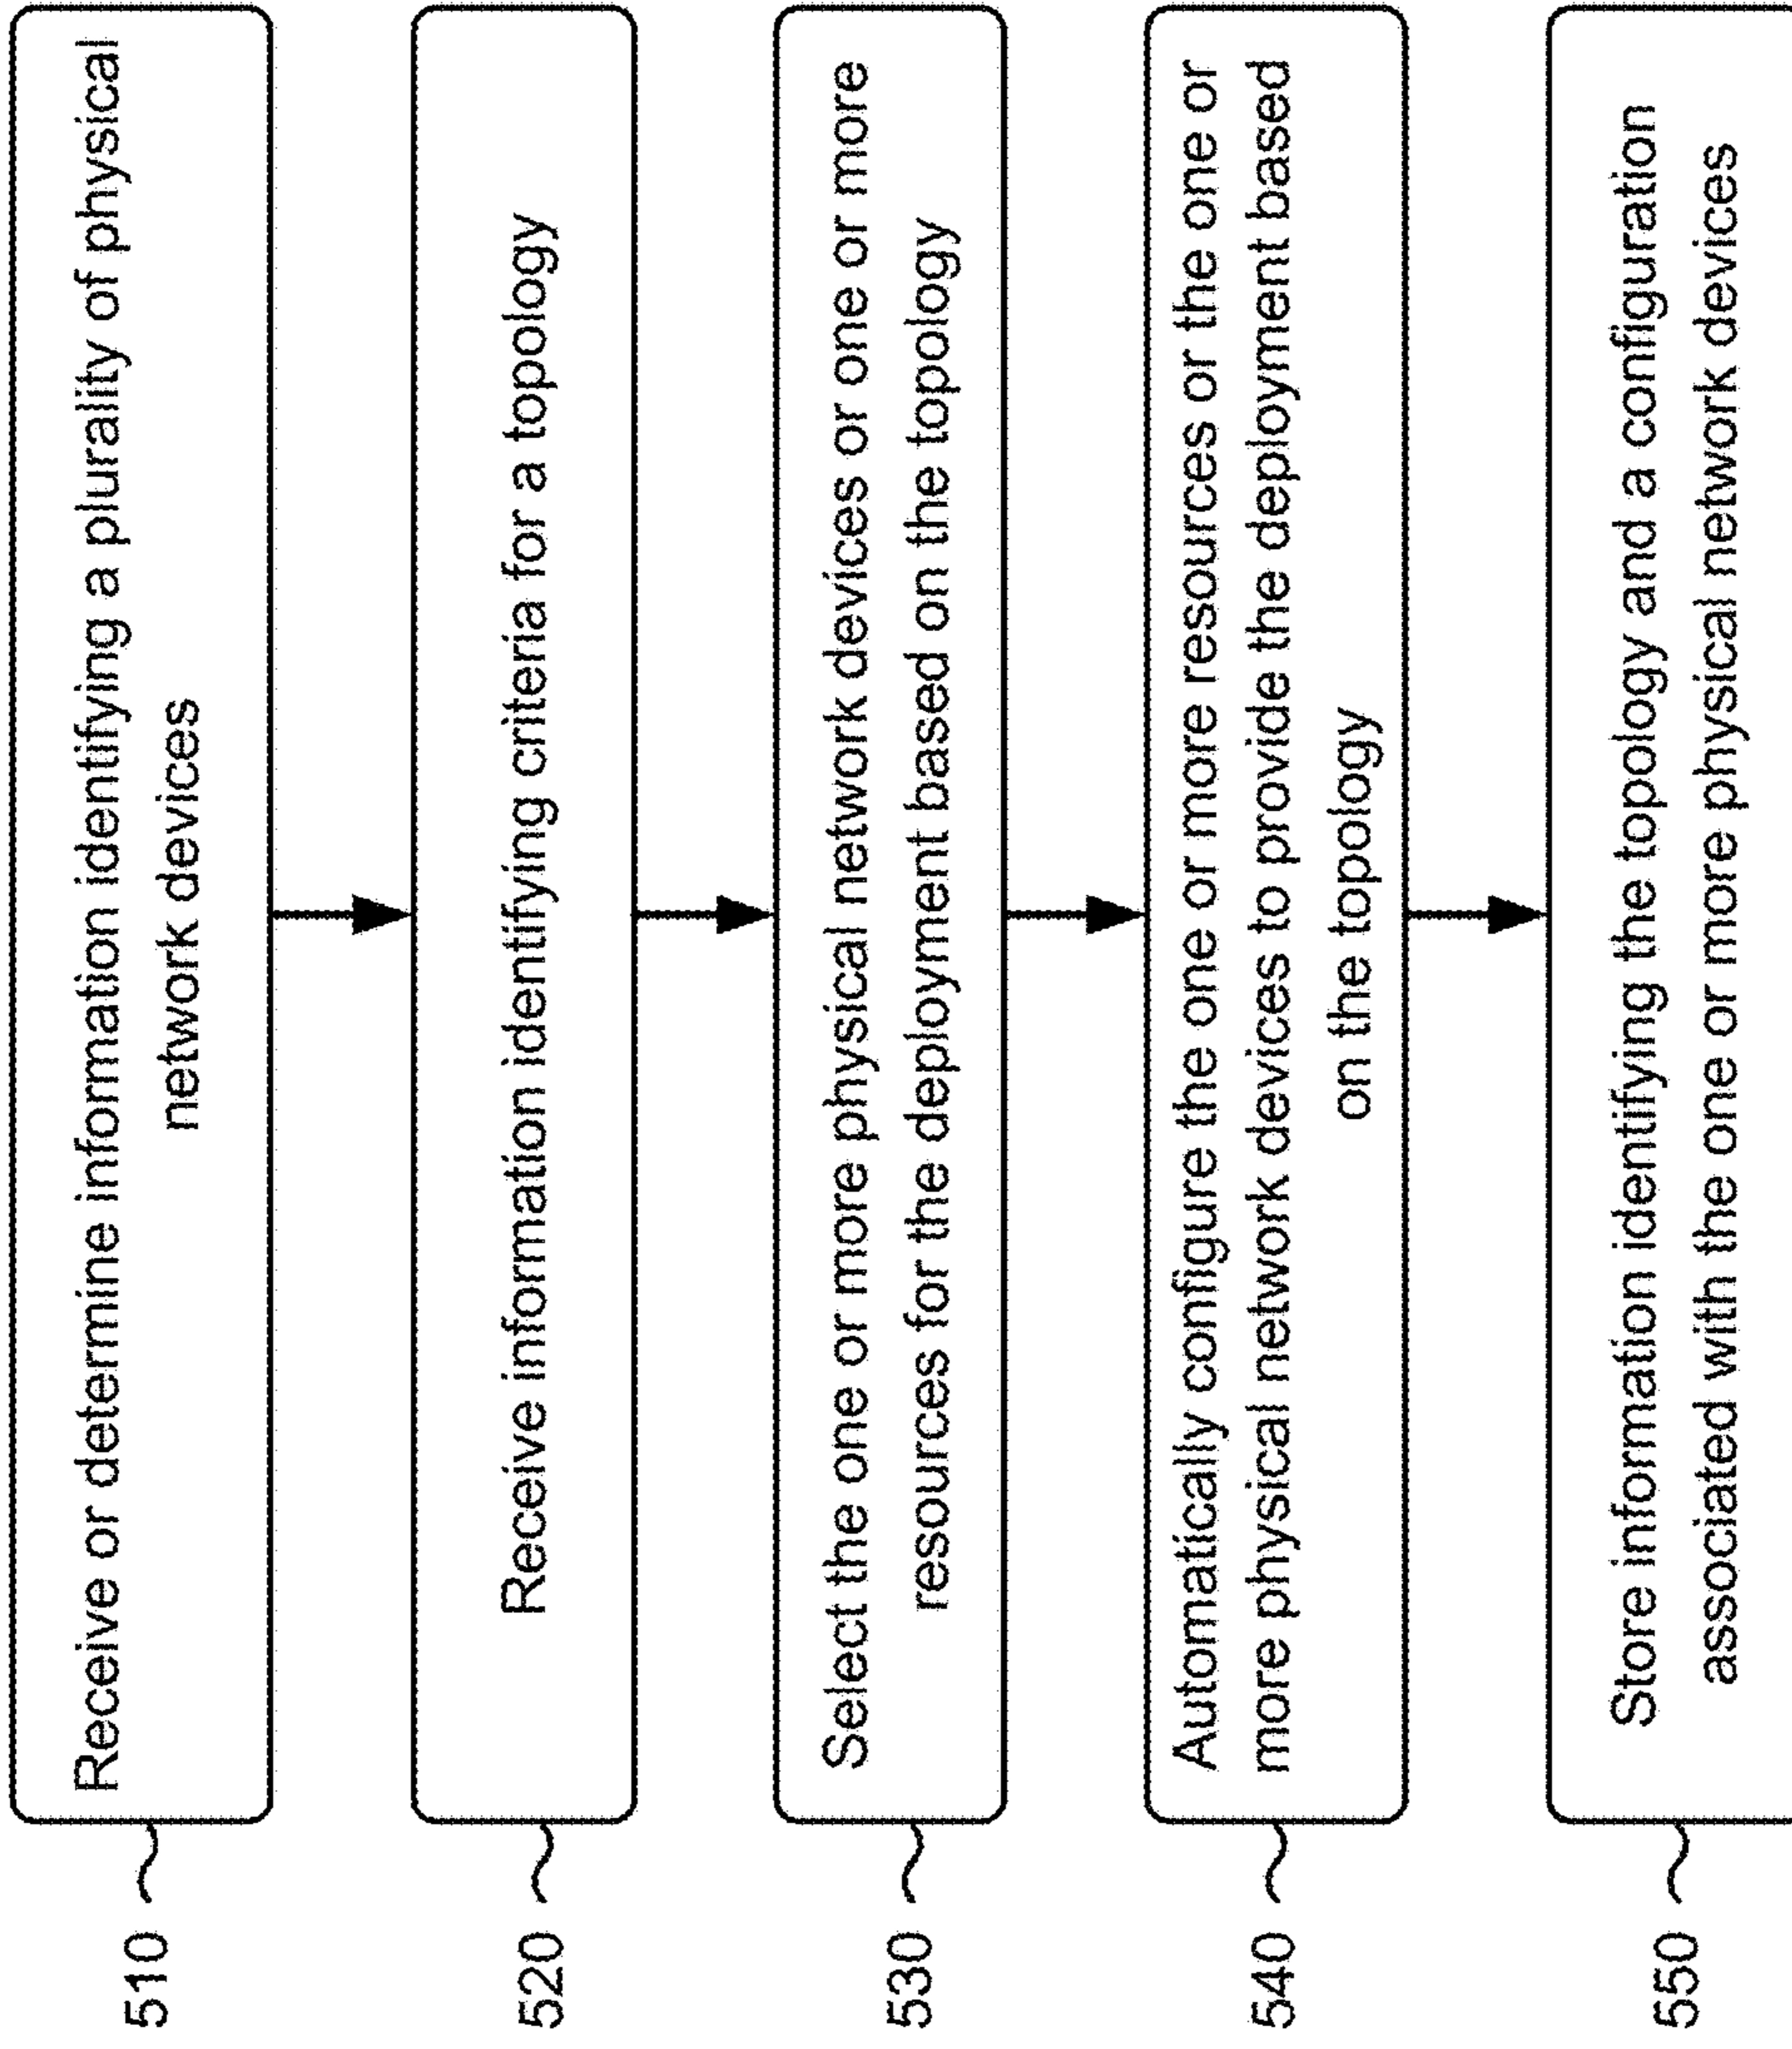 510
Receive or determine information identifying a plurality of physical
network devices
520
Receive information identifying criteria for a topology
530
Select the one or more physical network devices or one or more
resources for the deployment based on the topology
540
Automatically configure the one or more resources or the one or
more physical network devices to provide the deployment based
on the topology
550
Store information identifying the topology and a configuration
associated with the one or more physical network devices